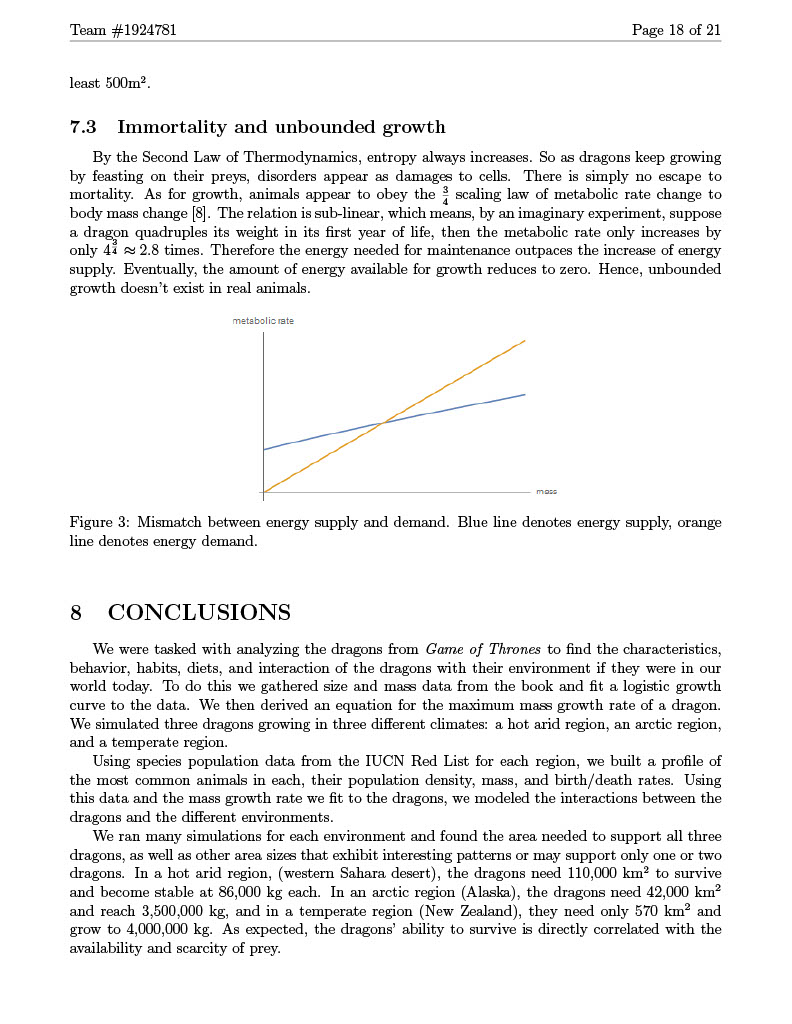 Team #1924781 Page 18 of 21
least 500m².
7.3 Immortality and unbounded growth
By the Second Law of Thermodynamics, entropy always increases. So as dragons keep growing
by feasting on their preys, disorders appear as damages to cells. There is simply no escape to
mortality. As for growth, animals appear to obey the 3/4 scaling law of metabolic rate change to
body mass change [8]. The relation is sub-linear, which means, by an imaginary experiment, suppose
a dragon quadruples its weight in its first year of life, then the metabolic rate only increases by
only 4^(3/4) ≈ 2.8 times. Therefore the energy needed for maintenance outpaces the increase of energy
supply. Eventually, the amount of energy available for growth reduces to zero. Hence, unbounded
growth doesn't exist in real animals.
metabolic rate
mass
Figure 3: Mismatch between energy supply and demand. Blue line denotes energy supply, orange
line denotes energy demand.
8 CONCLUSIONS
We were tasked with analyzing the dragons from Game of Thrones to find the characteristics,
behavior, habits, diets, and interaction of the dragons with their environment if they were in our
world today. To do this we gathered size and mass data from the book and fit a logistic growth
curve to the data. We then derived an equation for the maximum mass growth rate of a dragon.
We simulated three dragons growing in three different climates: a hot arid region, an arctic region,
and a temperate region.
Using species population data from the IUCN Red List for each region, we built a profile of
the most common animals in each, their population density, mass, and birth/death rates. Using
this data and the mass growth rate we fit to the dragons, we modeled the interactions between the
dragons and the different environments.
We ran many simulations for each environment and found the area needed to support all three
dragons, as well as other area sizes that exhibit interesting patterns or may support only one or two
dragons. In a hot arid region, (western Sahara desert), the dragons need 110,000 km² to survive
and become stable at 86,000 kg each. In an arctic region (Alaska), the dragons need 42,000 km²
and reach 3,500,000 kg, and in a temperate region (New Zealand), they need only 570 km² and
grow to 4,000,000 kg. As expected, the dragons' ability to survive is directly correlated with the
availability and scarcity of prey.